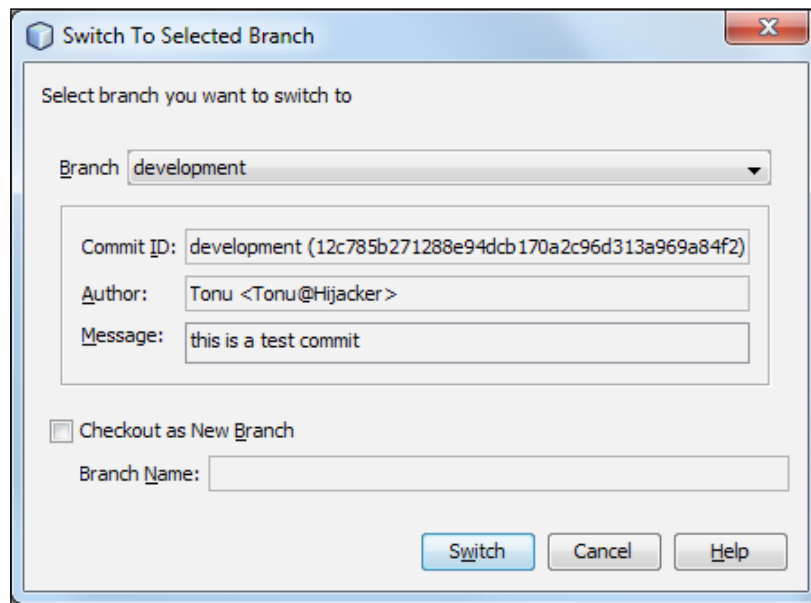 Switch To Selected Branch
Select branch you want to switch to
Branch development
Commit ID: development (12c785b271288e94dcb170a2c96d313a969a84f2)
Author: Tonu <Tonu@Hijacker>
Message: this is a test commit
Checkout as New Branch
Branch Name:
Switch Cancel Help